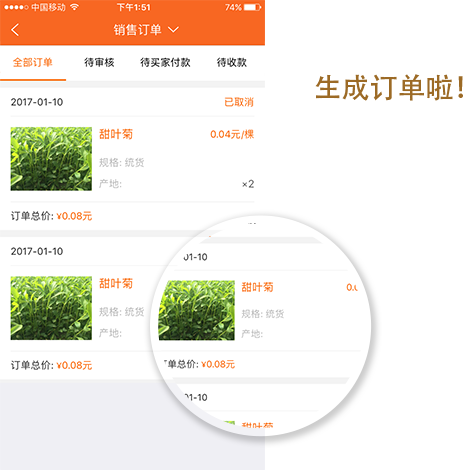 中国移动
下午1:51
74%
销售订单
全部订单 待审核 待买家付款 待收款
2017-01-10 已取消
甜叶菊 0.04元/棵
规格: 统货
产地: ×2
订单总价: ¥0.08元
2017-01-10
甜叶菊
规格: 统货
产地:
订单总价: ¥0.08元
01-10
甜叶菊
规格: 统货
产地:
订单总价: ¥0.08元
01-10
甜叶菊
生成订单啦!